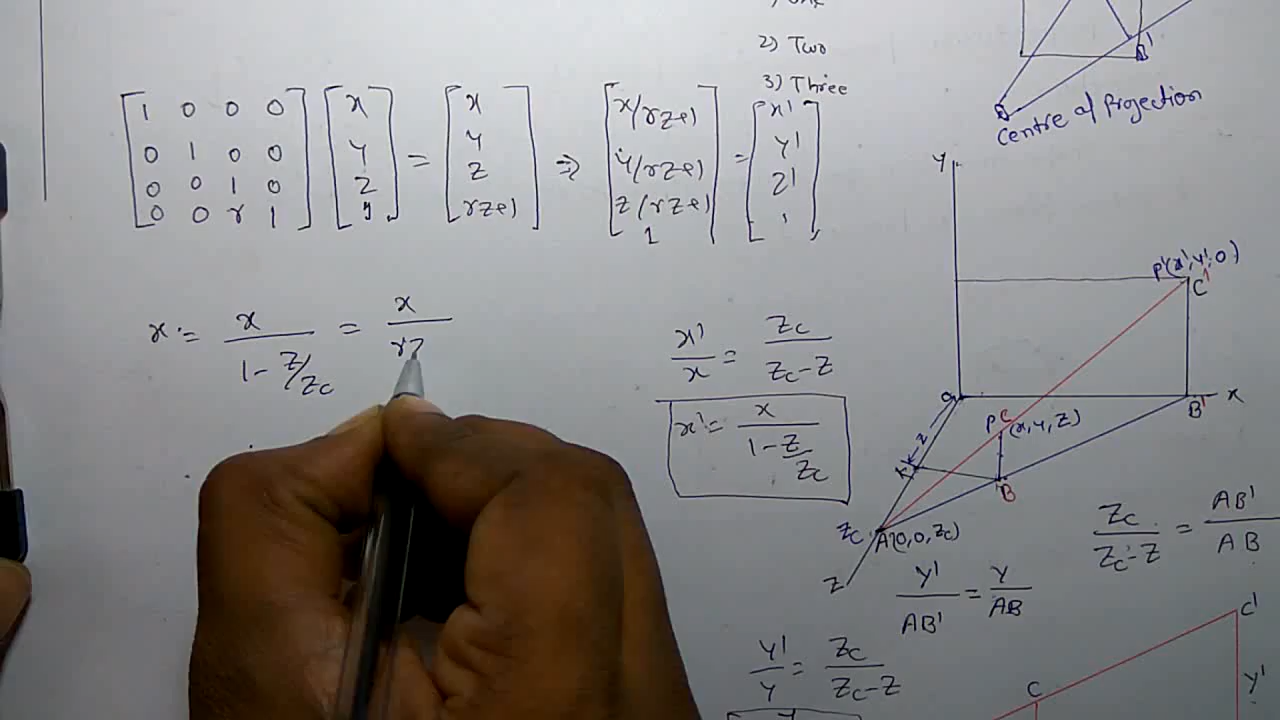 2) Two
3) Three
B'
Centre of Projection
[1 0 0 0] [x] = [x] => [x/rz+1] = [x']
[0 1 0 0] [y] [y] [y/rz+1] [y']
[0 0 1 0] [z] [z] [z/(rz+1)] [z']
[0 0 r 1] [1] [rz+1] [1] [1]
x' = x / (1 - z/zc) = x / rz
x'/x = zc / (zc - z)
x' = x / (1 - z/zc)
y
P'(x', y', 0)
C'
O
B'
x
z
K
P C (x, y, z)
B
zc
A(0,0,zc)
z
zc / (zc - z) = AB' / AB
y' / AB' = y / AB
y'/y = zc / (zc - z)
C'
C
y'